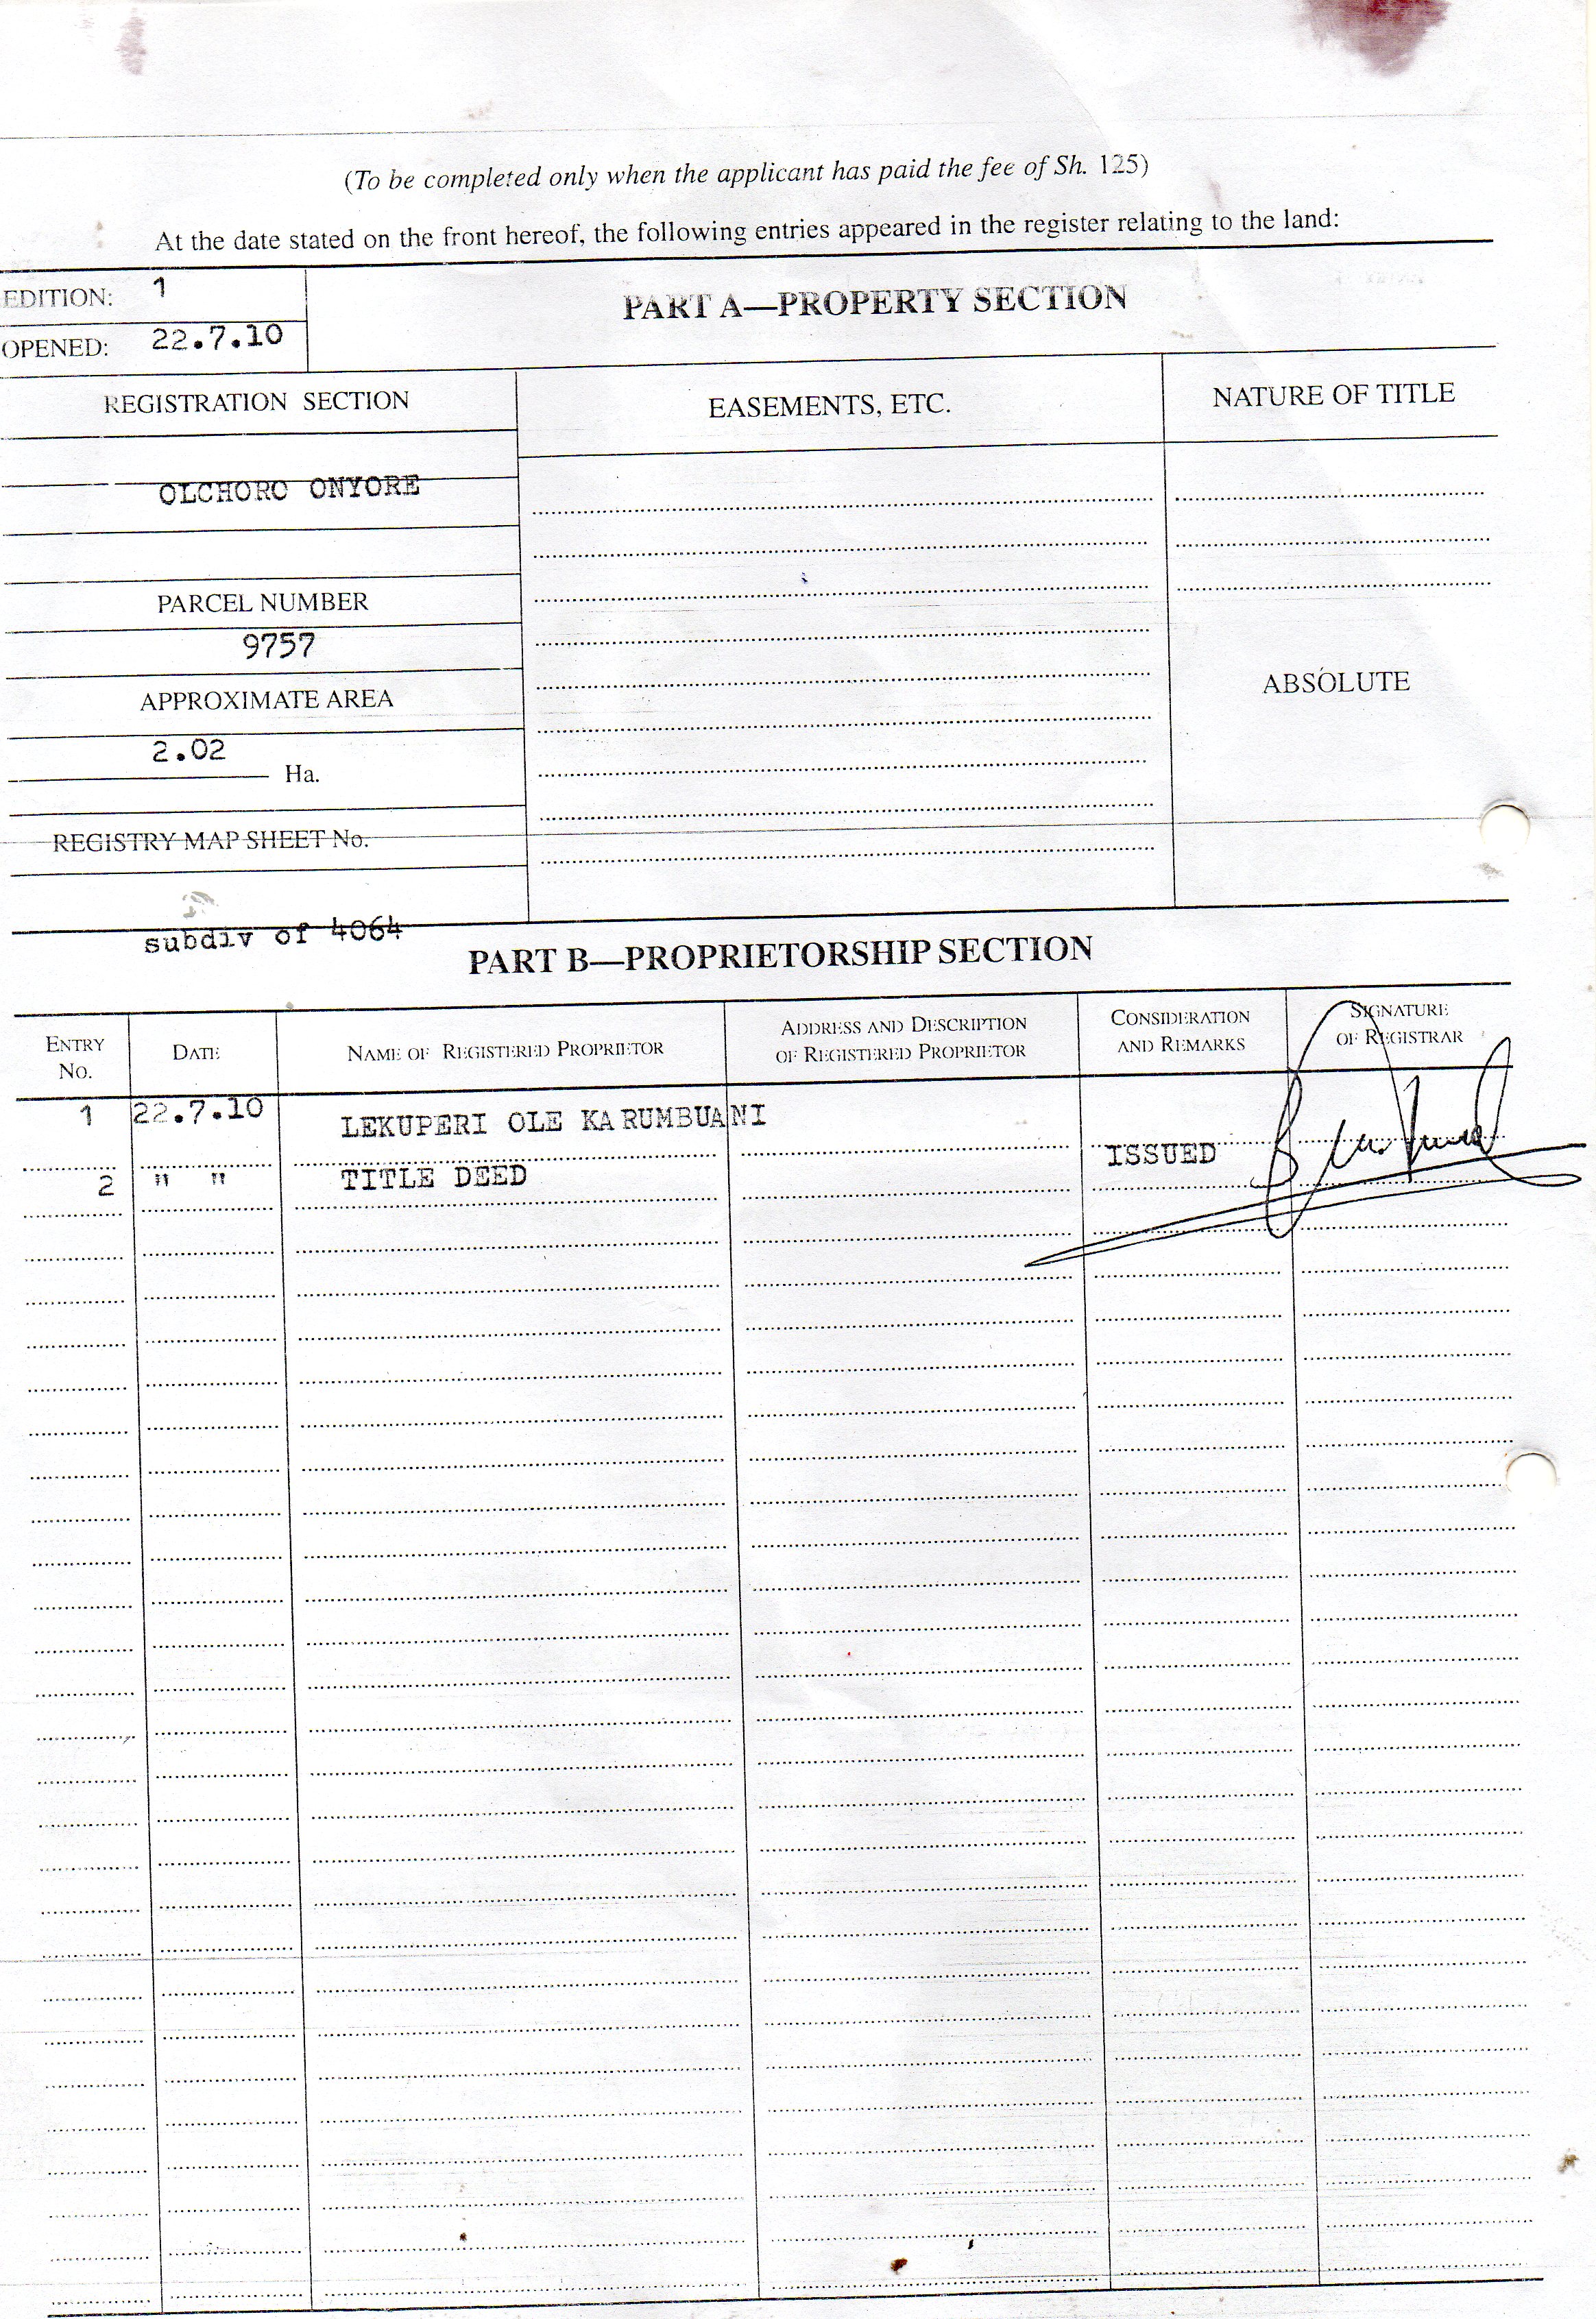 (To be completed only when the applicant has paid the fee of Sh. 125)
At the date stated on the front hereof, the following entries appeared in the register relating to the land:
EDITION: 1
OPENED: 22.7.10
PART A—PROPERTY SECTION
REGISTRATION SECTION
EASEMENTS, ETC.
NATURE OF TITLE
OLCHORO ONYORE
PARCEL NUMBER
9757
APPROXIMATE AREA
2.02
Ha.
ABSOLUTE
REGISTRY MAP SHEET No.
subdiv of 4064
PART B—PROPRIETORSHIP SECTION
ENTRY No.
DATE
NAME OF REGISTERED PROPRIETOR
ADDRESS AND DESCRIPTION OF REGISTERED PROPRIETOR
CONSIDERATION AND REMARKS
SIGNATURE OF REGISTRAR
1 22.7.10 LEKUPERI OLE KARUMBUANI
2 " " TITLE DEED ISSUED